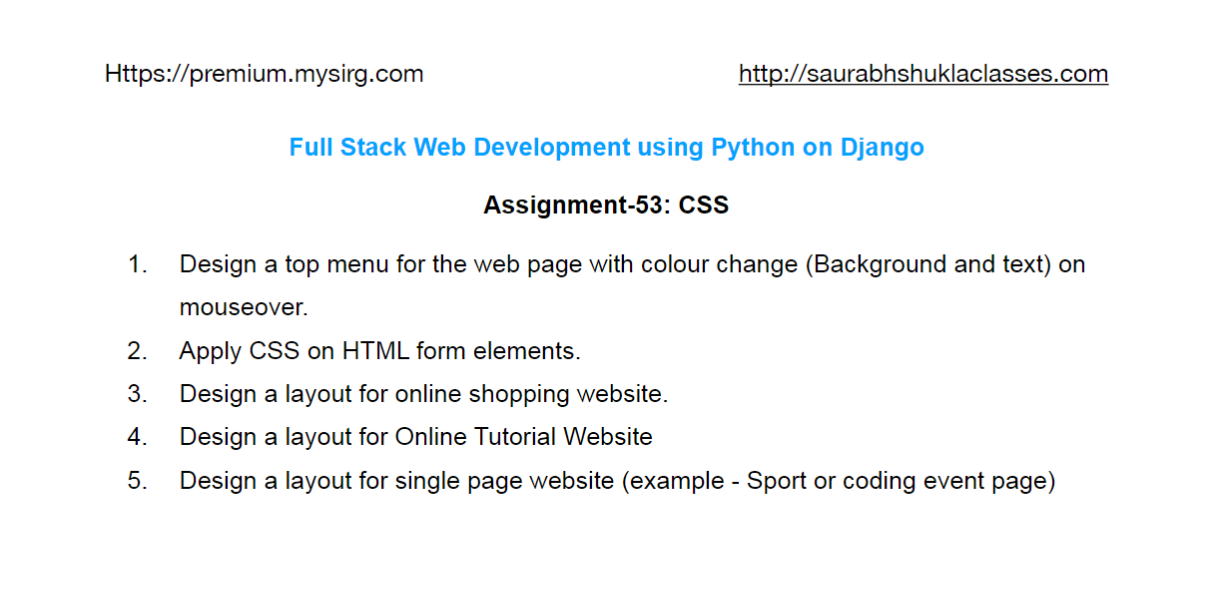 Https://premium.mysirg.com http://saurabhshuklaclasses.com
Full Stack Web Development using Python on Django
Assignment-53: CSS
1. Design a top menu for the web page with colour change (Background and text) on
mouseover.
2. Apply CSS on HTML form elements.
3. Design a layout for online shopping website.
4. Design a layout for Online Tutorial Website
5. Design a layout for single page website (example - Sport or coding event page)